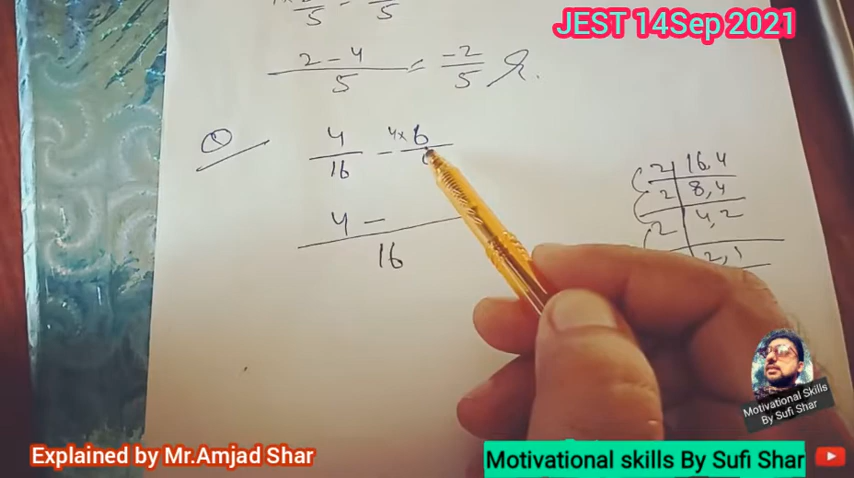 JEST 14Sep 2021
5 - 5
2 - 4 / 5 = -2 / 5
Q
4 / 16 - 4x 6
4 -
16
2 | 16,4
2 | 8,4
2 | 4,2
2,1
Motivational Skills
By Sufi Shar
Explained by Mr.Amjad Shar
Motivational skills By Sufi Shar